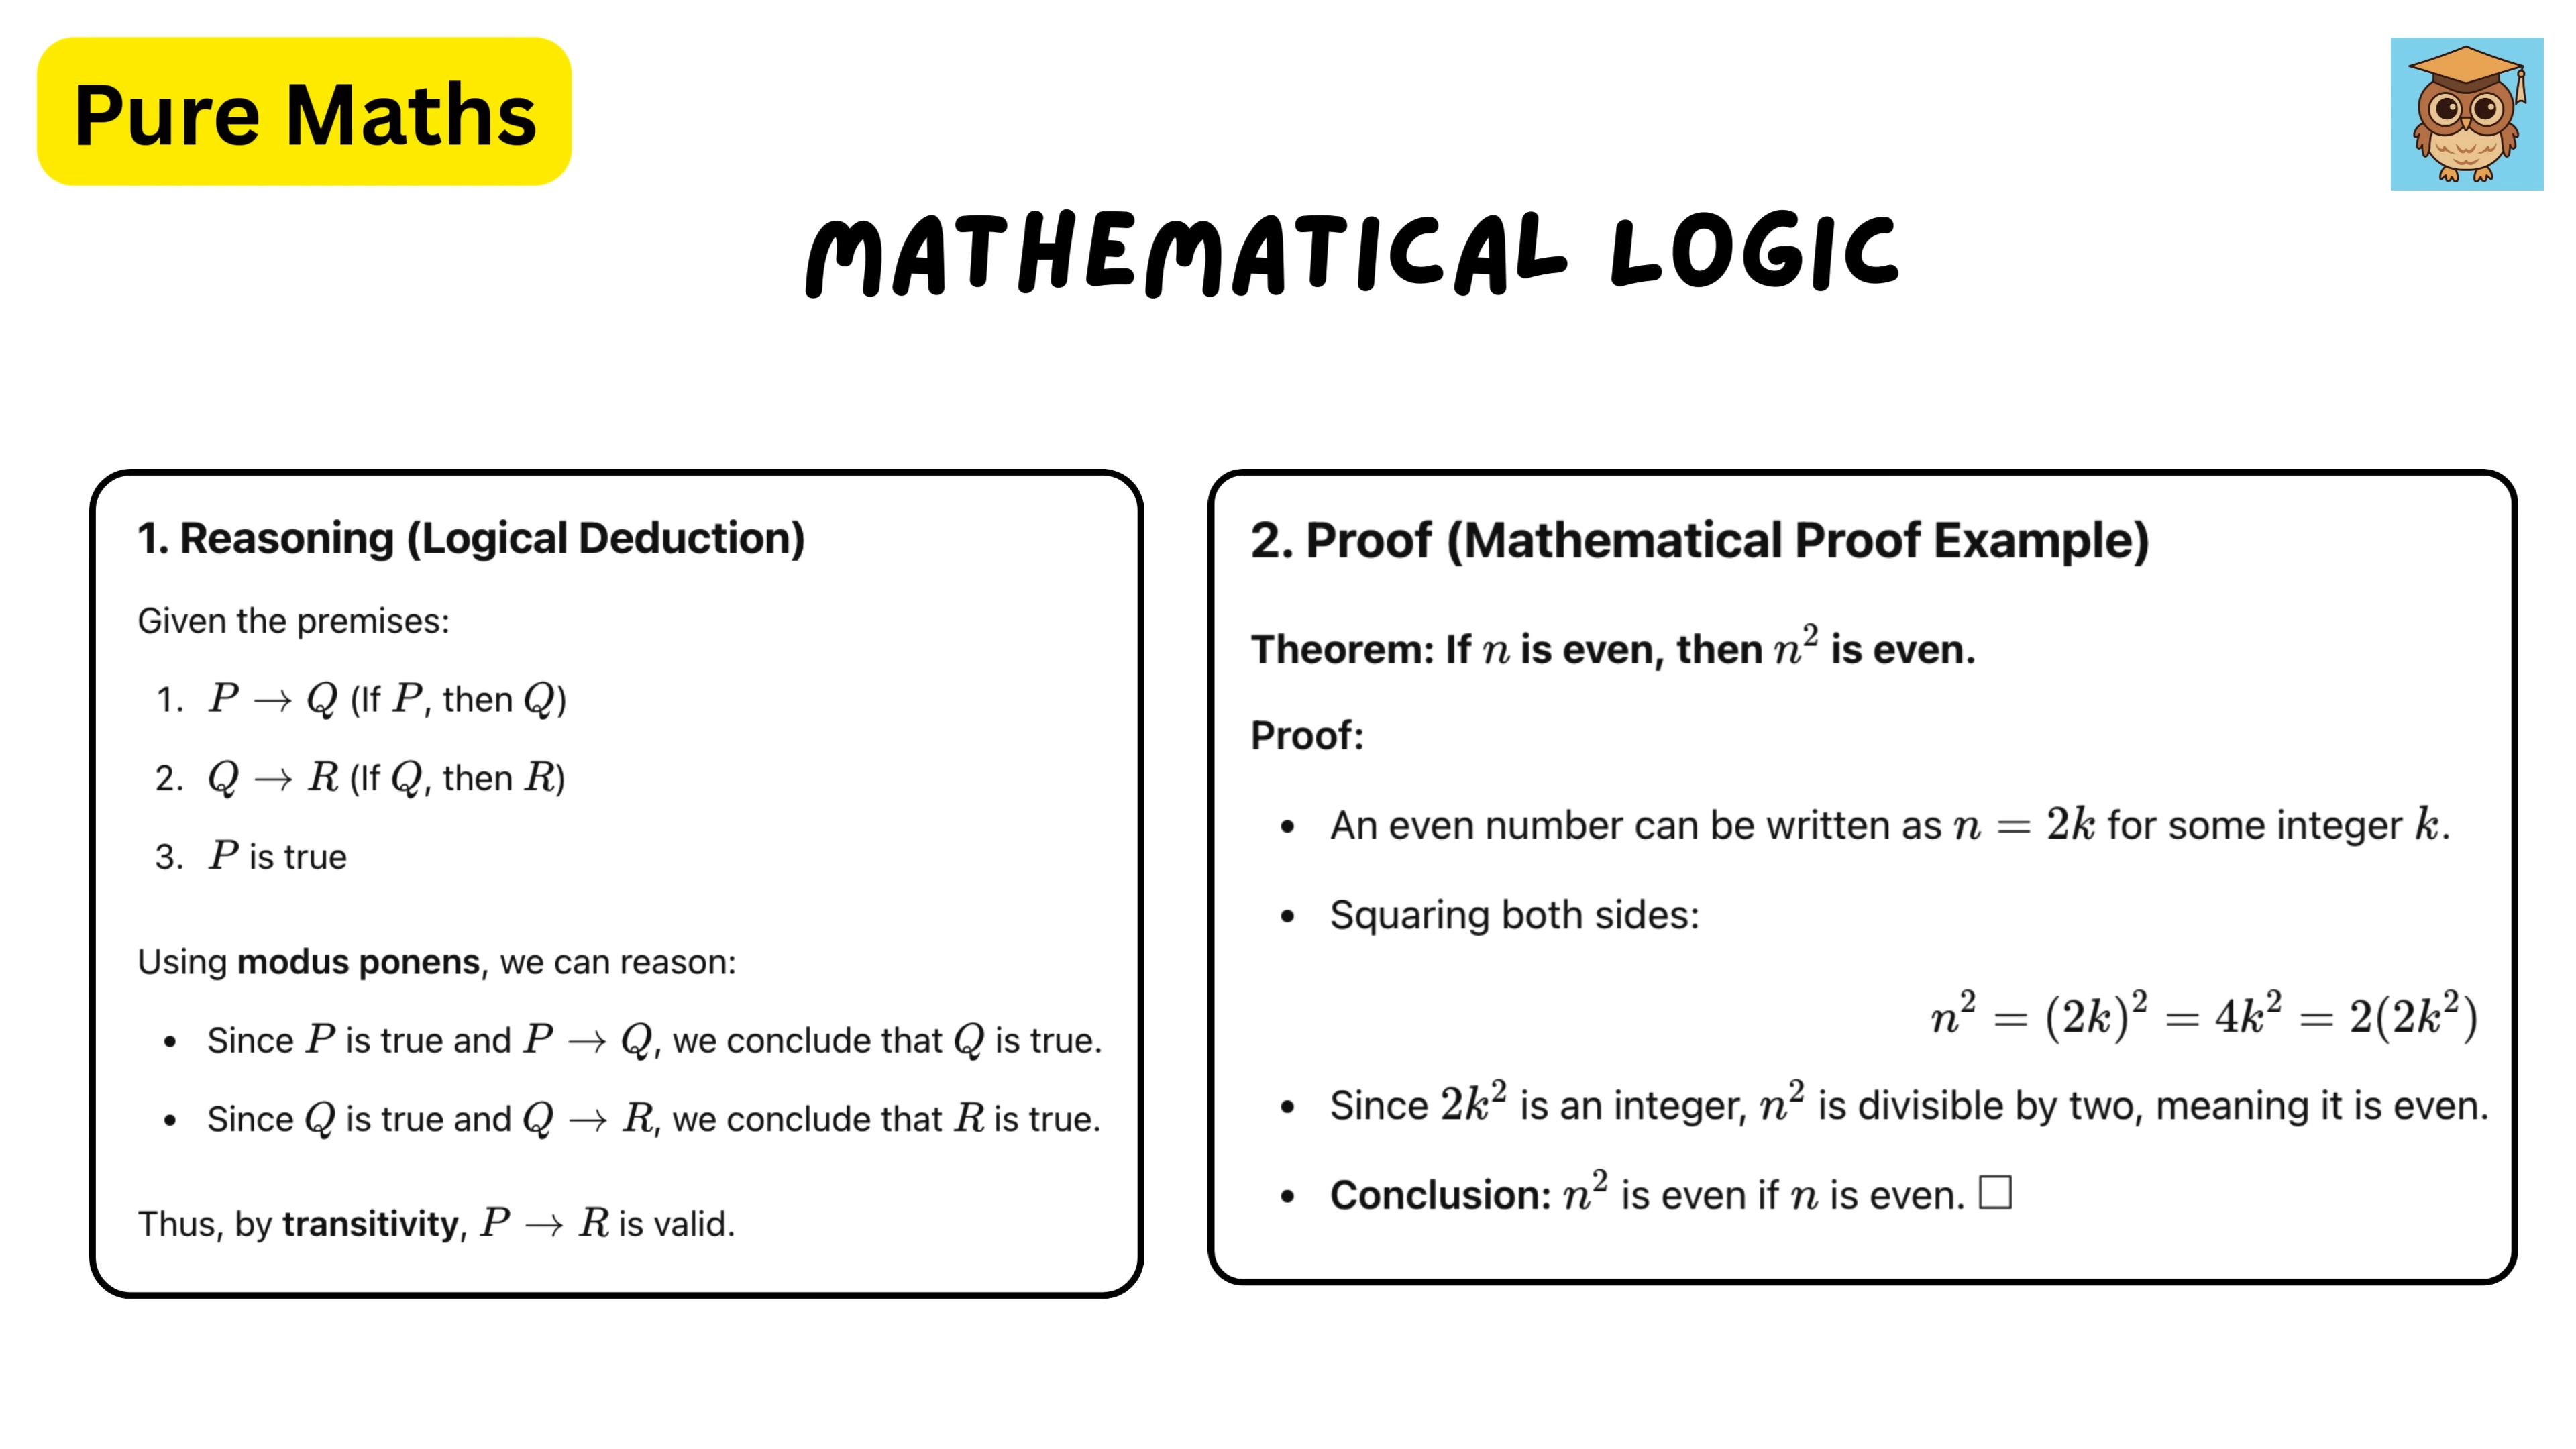 Pure Maths
MATHEMATICAL LOGIC
1. Reasoning (Logical Deduction)
Given the premises:
1. P → Q (If P, then Q)
2. Q → R (If Q, then R)
3. P is true
Using modus ponens, we can reason:
• Since P is true and P → Q, we conclude that Q is true.
• Since Q is true and Q → R, we conclude that R is true.
Thus, by transitivity, P → R is valid.
2. Proof (Mathematical Proof Example)
Theorem: If n is even, then n² is even.
Proof:
• An even number can be written as n = 2k for some integer k.
• Squaring both sides:
n² = (2k)² = 4k² = 2(2k²)
• Since 2k² is an integer, n² is divisible by two, meaning it is even.
• Conclusion: n² is even if n is even. □